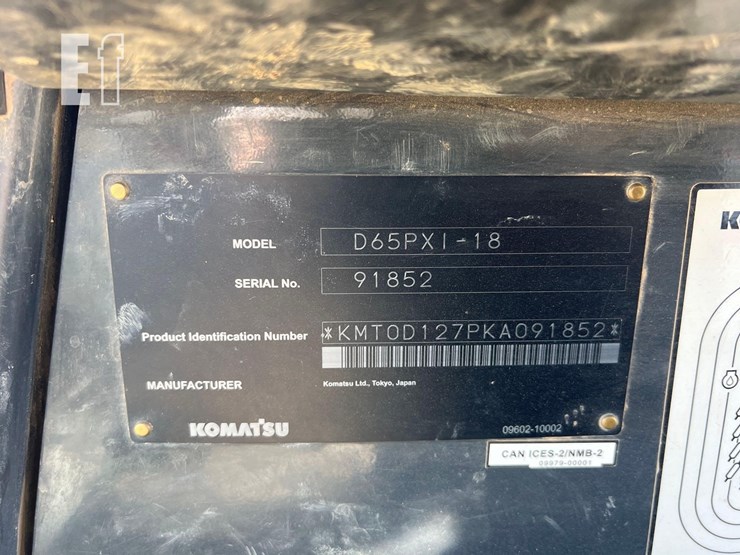 Ef
MODEL D65PXI-18
SERIAL No. 91852
Product Identification Number *KMT0D127PKA091852*
MANUFACTURER Komatsu Ltd., Tokyo, Japan
KOMATSU 09602-10002
CAN ICES-2/NMB-2
09979-00001